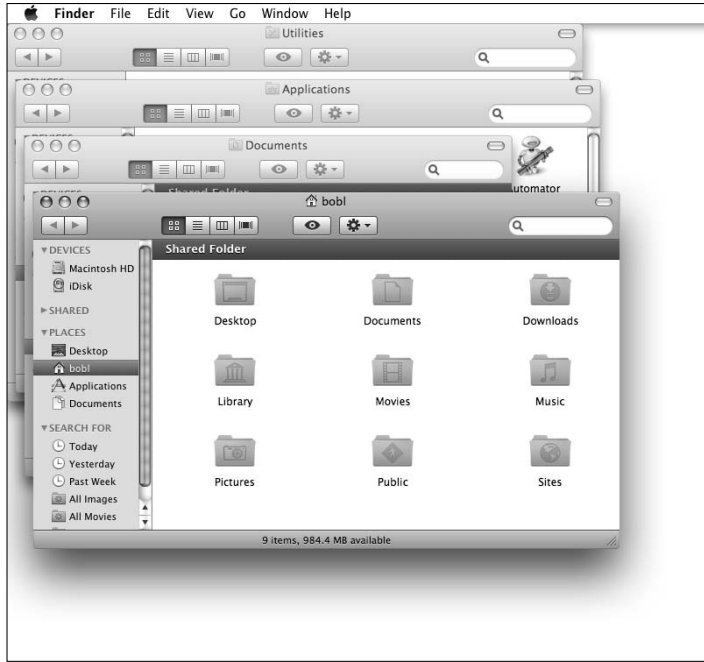 Finder File Edit View Go Window Help
Utilities
Applications
Documents
Automator
Shared Folder
bobl
Shared Folder
DEVICES
Macintosh HD
iDisk
SHARED
PLACES
Desktop
bobl
Applications
Documents
SEARCH FOR
Today
Yesterday
Past Week
All Images
All Movies
Desktop Documents Downloads
Library Movies Music
Pictures Public Sites
9 items, 984.4 MB available